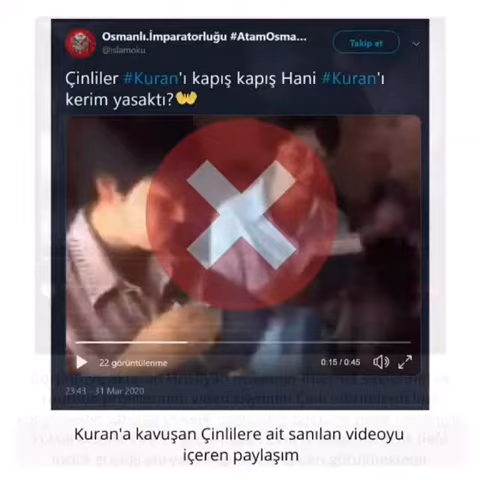 Osmanlı.İmparatorluğu #AtamOsma...
@islamoku
Takip et
Çinliler #Kuran'ı kapış kapış Hani #Kuran'ı
kerim yasaktı?👐
22 görüntülenme
0:15 / 0:45
23:43 - 31 Mar 2020
Kuran'a kavuşan Çinlilere ait sanılan videoyu
içeren paylaşım